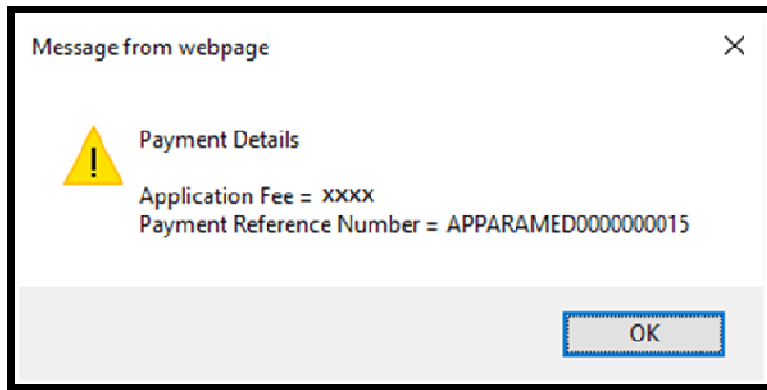 Message from webpage
Payment Details
Application Fee = xxxx
Payment Reference Number = APPARAMED0000000015
OK